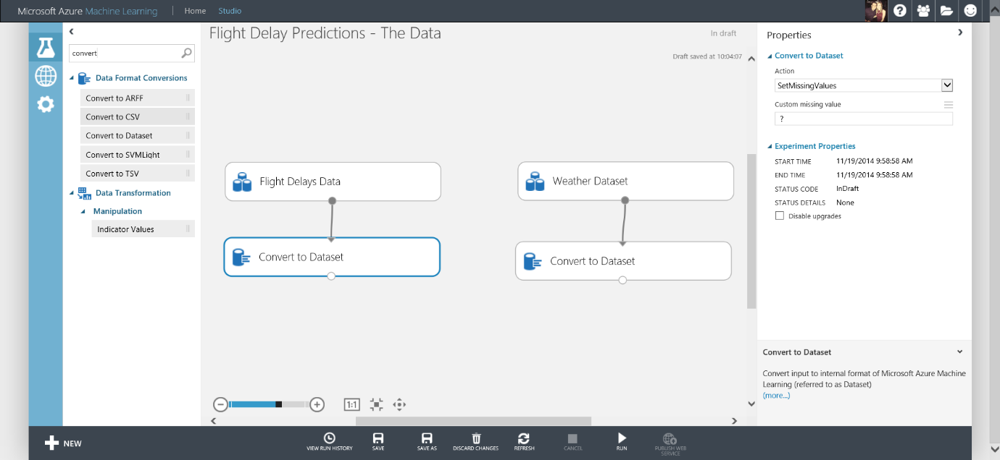 Microsoft Azure Machine Learning Home Studio
convert
Data Format Conversions
Convert to ARFF
Convert to CSV
Convert to Dataset
Convert to SVMLight
Convert to TSV
Data Transformation
Manipulation
Indicator Values
Flight Delay Predictions - The Data
In draft
Draft saved at 10:04:07
Flight Delays Data
Weather Dataset
Convert to Dataset
Convert to Dataset
1:1
Properties
Convert to Dataset
Action
SetMissingValues
Custom missing value
?
Experiment Properties
START TIME 11/19/2014 9:58:58 AM
END TIME 11/19/2014 9:58:58 AM
STATUS CODE InDraft
STATUS DETAILS None
Disable upgrades
Convert to Dataset
Convert input to internal format of Microsoft Azure Machine
Learning (referred to as Dataset)
(more...)
NEW
VIEW RUN HISTORY
SAVE
SAVE AS
DISCARD CHANGES
REFRESH
CANCEL
RUN
PUBLISH WEB
SERVICE